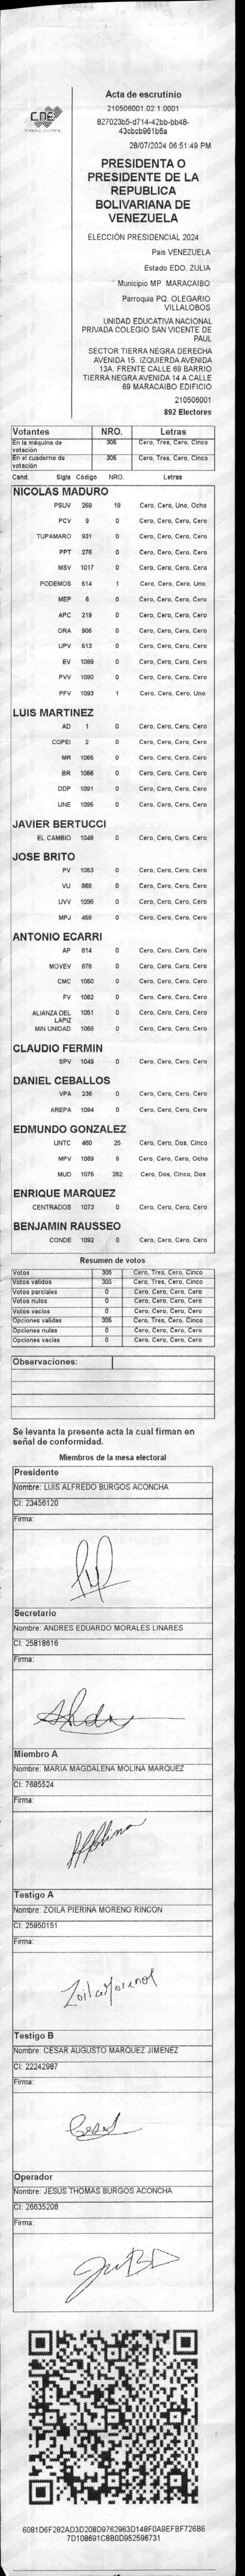 CNE
Acta de escrutinio
210506001.02.1.0001
827023b5-d714-42bb-bb48-
43cbcb961b6a
28/07/2024 06:51:49 PM
PRESIDENTA O
PRESIDENTE DE LA
REPUBLICA
BOLIVARIANA DE
VENEZUELA
ELECCIÓN PRESIDENCIAL 2024
Pais VENEZUELA
Estado EDO. ZULIA
Municipio MP. MARACAIBO
Parroquia PQ. OLEGARIO
VILLALOBOS
UNIDAD EDUCATIVA NACIONAL
PRIVADA COLEGIO SAN VICENTE DE
PAUL
SECTOR TIERRA NEGRA DERECHA
AVENIDA 15. IZQUIERDA AVENIDA
13A. FRENTE CALLE 69 BARRIO
TIERRA NEGRA AVENIDA 14 A CALLE
69 MARACAIBO EDIFICIO
210506001
892 Electores
Votantes NRO. Letras
En la máquina de votación 305 Cero, Tres, Cero, Cinco
En el cuaderno de votación 305 Cero, Tres, Cero, Cinco
Cand. Sigla Código NRO. Letras
NICOLAS MADURO
PSUV 269 18 Cero, Cero, Uno, Ocho
PCV 9 0 Cero, Cero, Cero, Cero
TUPAMARO 931 0 Cero, Cero, Cero, Cero
PPT 276 0 Cero, Cero, Cero, Cero
MSV 1017 0 Cero, Cero, Cero, Cero
PODEMOS 514 1 Cero, Cero, Cero, Uno
MEP 6 0 Cero, Cero, Cero, Cero
APC 219 0 Cero, Cero, Cero, Cero
ORA 906 0 Cero, Cero, Cero, Cero
UPV 513 0 Cero, Cero, Cero, Cero
EV 1089 0 Cero, Cero, Cero, Cero
PVV 1090 0 Cero, Cero, Cero, Cero
PFV 1093 1 Cero, Cero, Cero, Uno
LUIS MARTINEZ
AD 1 0 Cero, Cero, Cero, Cero
COPEI 2 0 Cero, Cero, Cero, Cero
MR 1065 0 Cero, Cero, Cero, Cero
BR 1066 0 Cero, Cero, Cero, Cero
DDP 1091 0 Cero, Cero, Cero, Cero
UNE 1095 0 Cero, Cero, Cero, Cero
JAVIER BERTUCCI
EL CAMBIO 1048 0 Cero, Cero, Cero, Cero
JOSE BRITO
PV 1053 0 Cero, Cero, Cero, Cero
VU 868 0 Cero, Cero, Cero, Cero
UVV 1096 0 Cero, Cero, Cero, Cero
MPJ 458 0 Cero, Cero, Cero, Cero
ANTONIO ECARRI
AP 814 0 Cero, Cero, Cero, Cero
MOVEV 878 0 Cero, Cero, Cero, Cero
CMC 1050 0 Cero, Cero, Cero, Cero
FV 1062 0 Cero, Cero, Cero, Cero
ALIANZA DEL LAPIZ 1051 0 Cero, Cero, Cero, Cero
MIN UNIDAD 1068 0 Cero, Cero, Cero, Cero
CLAUDIO FERMIN
SPV 1049 0 Cero, Cero, Cero, Cero
DANIEL CEBALLOS
VPA 236 0 Cero, Cero, Cero, Cero
AREPA 1094 0 Cero, Cero, Cero, Cero
EDMUNDO GONZALEZ
UNTC 460 25 Cero, Cero, Dos, Cinco
MPV 1069 8 Cero, Cero, Cero, Ocho
MUD 1075 252 Cero, Dos, Cinco, Dos
ENRIQUE MARQUEZ
CENTRADOS 1073 0 Cero, Cero, Cero, Cero
BENJAMIN RAUSSEO
CONDE 1092 0 Cero, Cero, Cero, Cero
Resumen de votos
Votos 305 Cero, Tres, Cero, Cinco
Votos validos 305 Cero, Tres, Cero, Cinco
Votos parciales 0 Cero, Cero, Cero, Cero
Votos nulos 0 Cero, Cero, Cero, Cero
Votos vacios 0 Cero, Cero, Cero, Cero
Opciones validas 305 Cero, Tres, Cero, Cinco
Opciones nulas 0 Cero, Cero, Cero, Cero
Opciones vacias 0 Cero, Cero, Cero, Cero
Observaciones:
Se levanta la presente acta la cual firman en
señal de conformidad.
Miembros de la mesa electoral
Presidente
Nombre: LUIS ALFREDO BURGOS ACONCHA
CI: 23456120
Firma:
Secretario
Nombre: ANDRES EDUARDO MORALES LINARES
CI: 25818616
Firma:
Miembro A
Nombre: MARIA MAGDALENA MOLINA MARQUEZ
CI: 7685524
Firma:
Testigo A
Nombre: ZOILA PIERINA MORENO RINCON
CI: 25950151
Firma:
Testigo B
Nombre: CESAR AUGUSTO MARQUEZ JIMENEZ
CI: 22242987
Firma:
Operador
Nombre: JESUS THOMAS BURGOS ACONCHA
CI: 26635208
Firma:
6081D6F282AD3D208D9762963D148F0A9EFBF726B6
7D108691C8B0D952596731